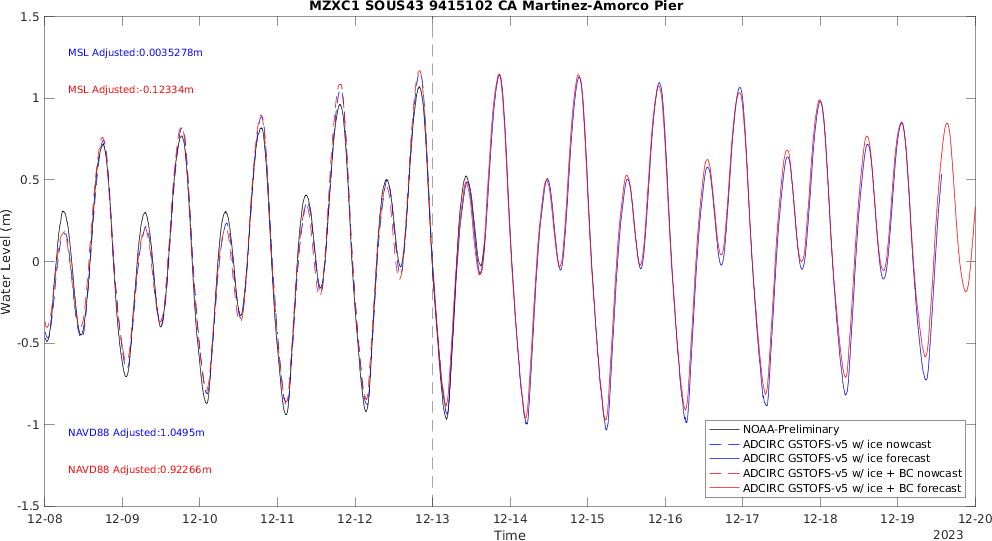 MZXC1 SOUS43 9415102 CA Martinez-Amorco Pier
1.5
1
0.5
0
-0.5
-1
-1.5
Water Level (m)
MSL Adjusted:0.0035278m
MSL Adjusted:-0.12334m
NAVD88 Adjusted:1.0495m
NAVD88 Adjusted:0.92266m
NOAA-Preliminary
ADCIRC GSTOFS-v5 w/ ice nowcast
ADCIRC GSTOFS-v5 w/ ice forecast
ADCIRC GSTOFS-v5 w/ ice + BC nowcast
ADCIRC GSTOFS-v5 w/ ice + BC forecast
12-08 12-09 12-10 12-11 12-12 12-13 12-14 12-15 12-16 12-17 12-18 12-19 12-20
Time
2023